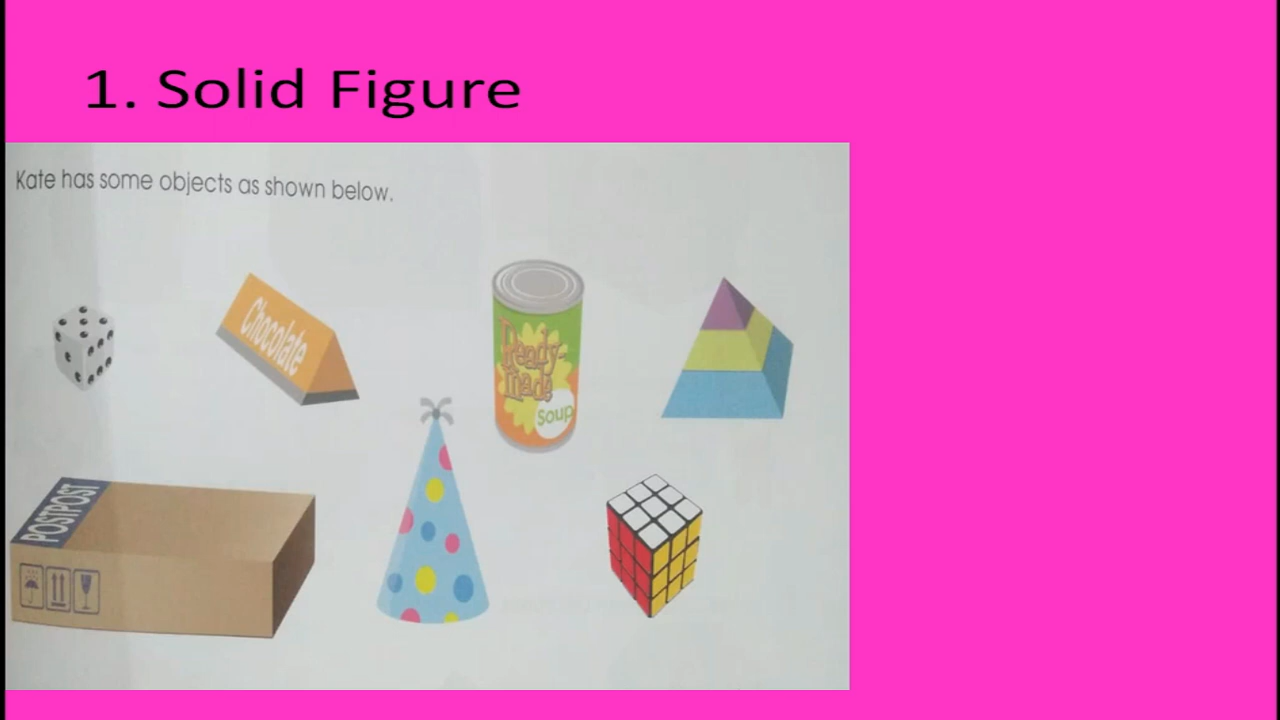 1. Solid Figure
Kate has some objects as shown below.
Chocolate
Ready-
made
Soup
POSTPOST